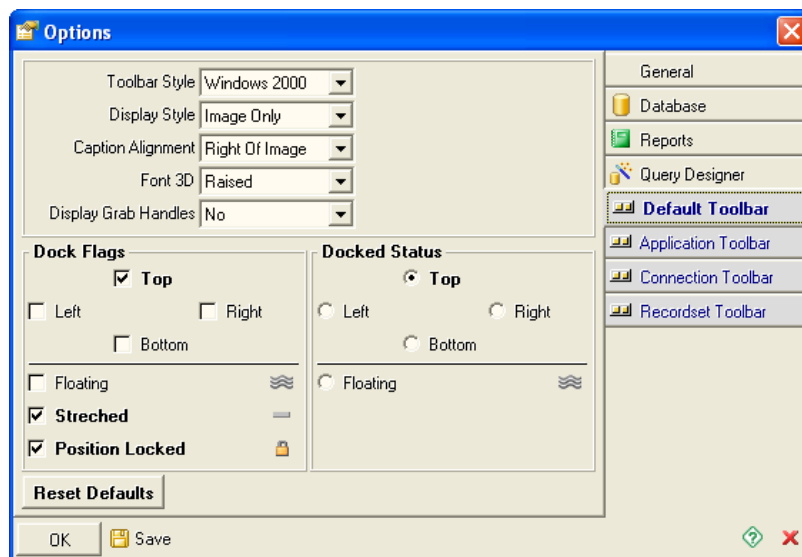 Options
Toolbar Style Windows 2000
Display Style Image Only
Caption Alignment Right Of Image
Font 3D Raised
Display Grab Handles No
Dock Flags
Top
Left Right
Bottom
Floating
Streched
Position Locked
Docked Status
Top
Left Right
Bottom
Floating
Reset Defaults
General
Database
Reports
Query Designer
Default Toolbar
Application Toolbar
Connection Toolbar
Recordset Toolbar
OK Save